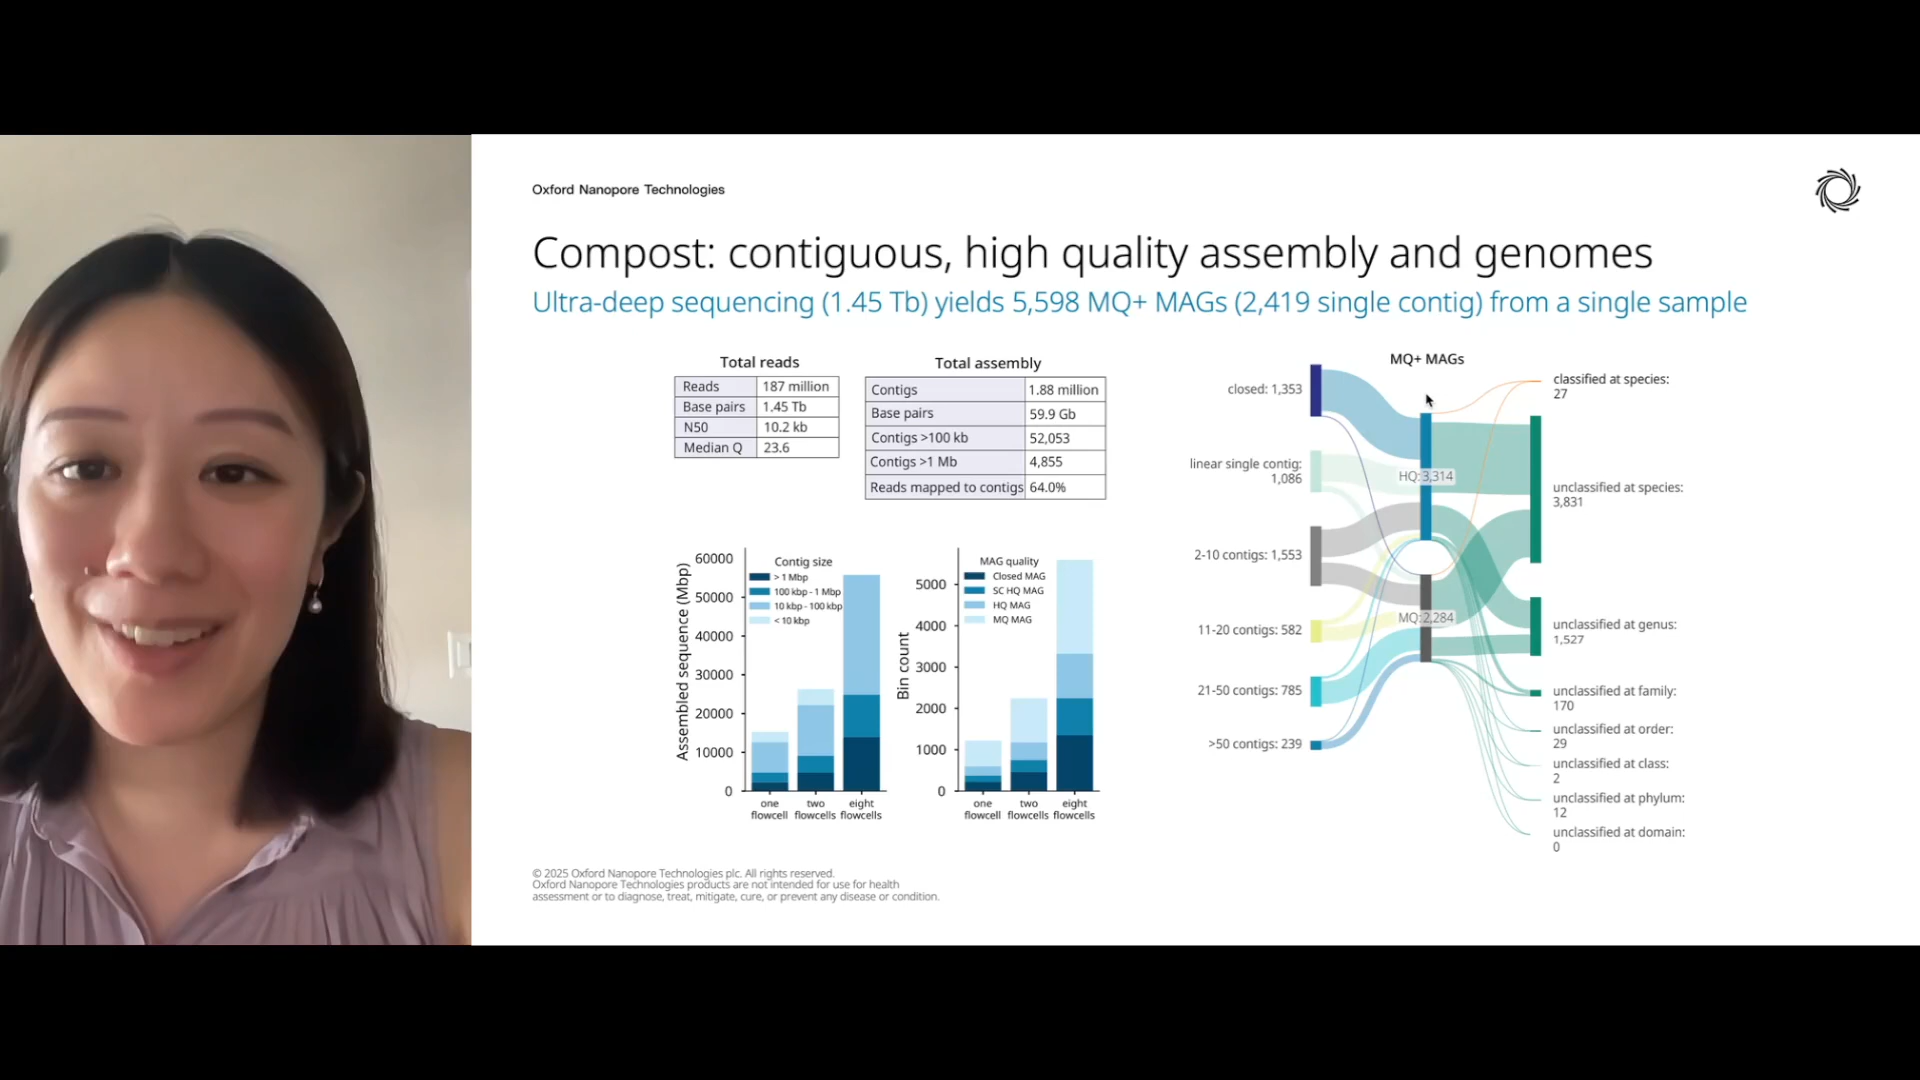 Oxford Nanopore Technologies
Compost: contiguous, high quality assembly and genomes
Ultra-deep sequencing (1.45 Tb) yields 5,598 MQ+ MAGs (2,419 single contig) from a single sample
Total reads
Reads 187 million
Base pairs 1.45 Tb
N50 10.2 kb
Median Q 23.6
Total assembly
Contigs 1.88 million
Base pairs 59.9 Gb
Contigs >100 kb 52,053
Contigs >1 Mb 4,855
Reads mapped to contigs 64.0%
Assembled sequence (Mbp)
60000
50000
40000
30000
20000
10000
0
Contig size
> 1 Mbp
100 kbp - 1 Mbp
10 kbp - 100 kbp
< 10 kbp
one two eight
flowcell flowcells flowcells
Bin count
5000
4000
3000
2000
1000
0
MAG quality
Closed MAG
SC HQ MAG
HQ MAG
MQ MAG
one two eight
flowcell flowcells flowcells
MQ+ MAGs
closed: 1,353
linear single contig:
1,086
2-10 contigs: 1,553
11-20 contigs: 582
21-50 contigs: 785
>50 contigs: 239
HQ: 3,314
MQ: 2,284
classified at species:
27
unclassified at species:
3,831
unclassified at genus:
1,527
unclassified at family:
170
unclassified at order:
29
unclassified at class:
2
unclassified at phylum:
12
unclassified at domain:
0
© 2025 Oxford Nanopore Technologies plc. All rights reserved.
Oxford Nanopore Technologies products are not intended for use for health
assessment or to diagnose, treat, mitigate, cure, or prevent any disease or condition.